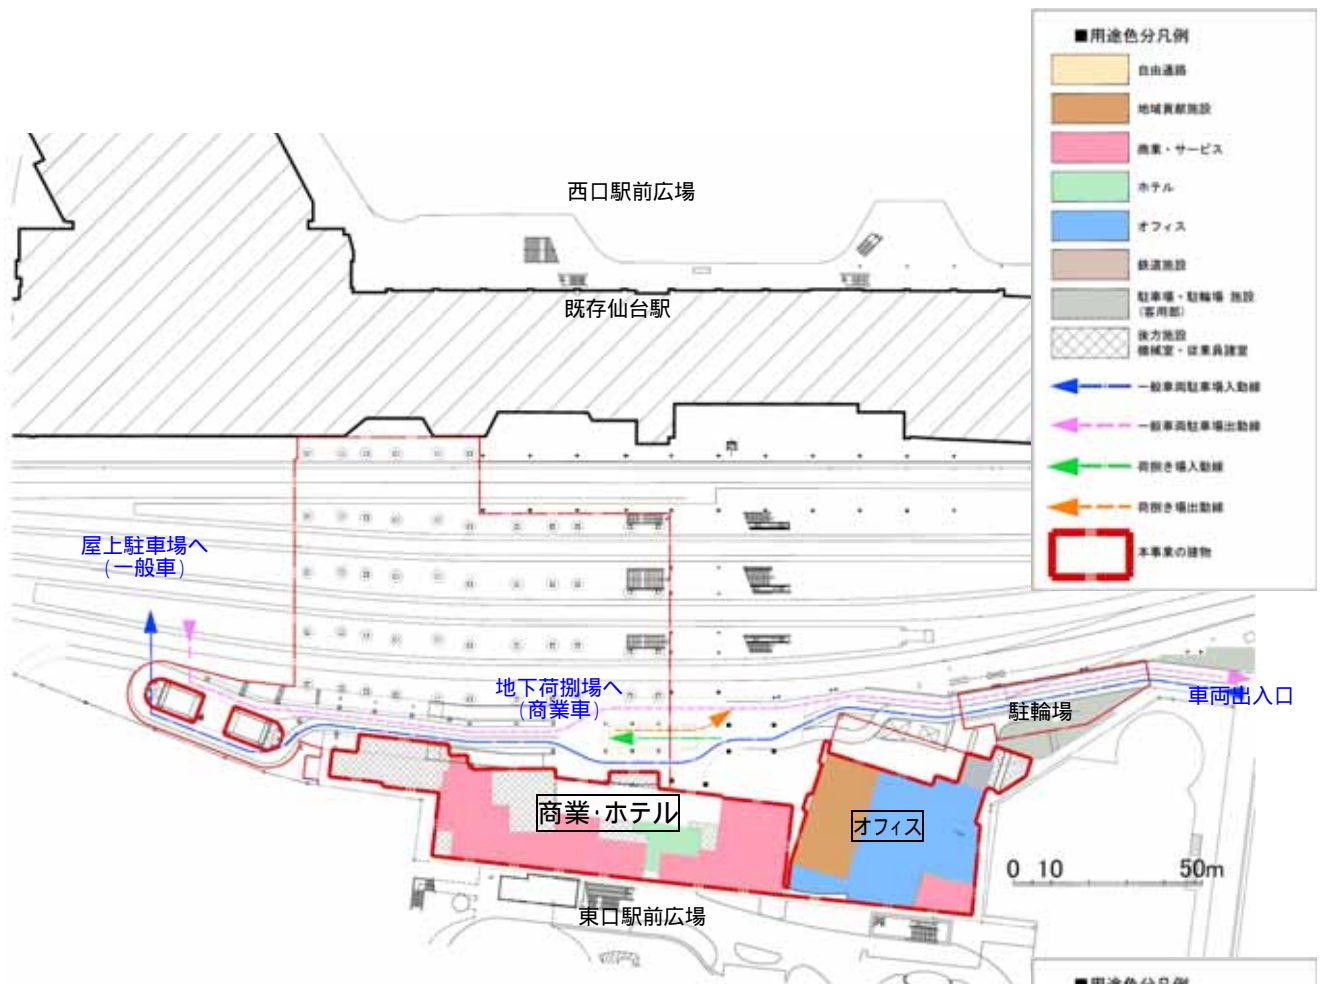 ■用途色分凡例
自由通路
地域貢献施設
商業・サービス
ホテル
オフィス
鉄道施設
駐車場・駐輪場 施設
(客用部)
後方施設
機械室・従業員諸室
一般車両駐車場入動線
一般車両駐車場出動線
荷捌き場入動線
荷捌き場出動線
本事業の建物
西口駅前広場
既存仙台駅
屋上駐車場へ
(一般車)
地下荷捌場へ
(商業車)
車両出入口
駐輪場
商業・ホテル
オフィス
0 10 50m
東口駅前広場
■用途色分凡例